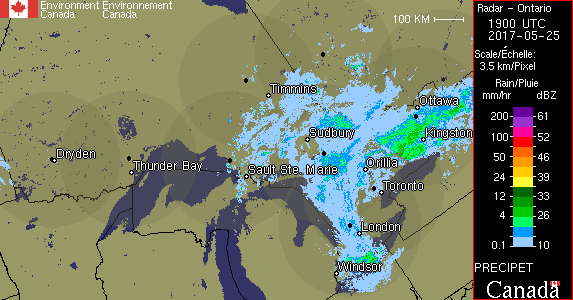 Environment Environnement
Canada Canada
100 KM
Radar - Ontario
1900 UTC
2017-05-25
Scale/Échelle:
3.5 km/Pixel
Rain/Pluie
mm/hr dBZ
200 61
100 52
50 46
24 39
12 33
4 26
0.1 10
PRECIPET
Canada
Timmins
Ottawa
Sudbury
Kingston
Dryden
Thunder Bay
Sault Ste. Marie
Orillia
Toronto
London
Windsor